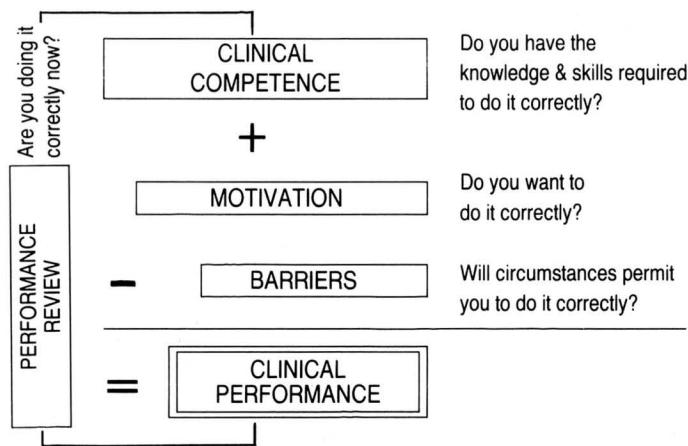 Are you doing it
correctly now?
CLINICAL
COMPETENCE
Do you have the
knowledge & skills required
to do it correctly?
+
MOTIVATION
Do you want to
do it correctly?
PERFORMANCE
REVIEW
-
BARRIERS
Will circumstances permit
you to do it correctly?
=
CLINICAL
PERFORMANCE